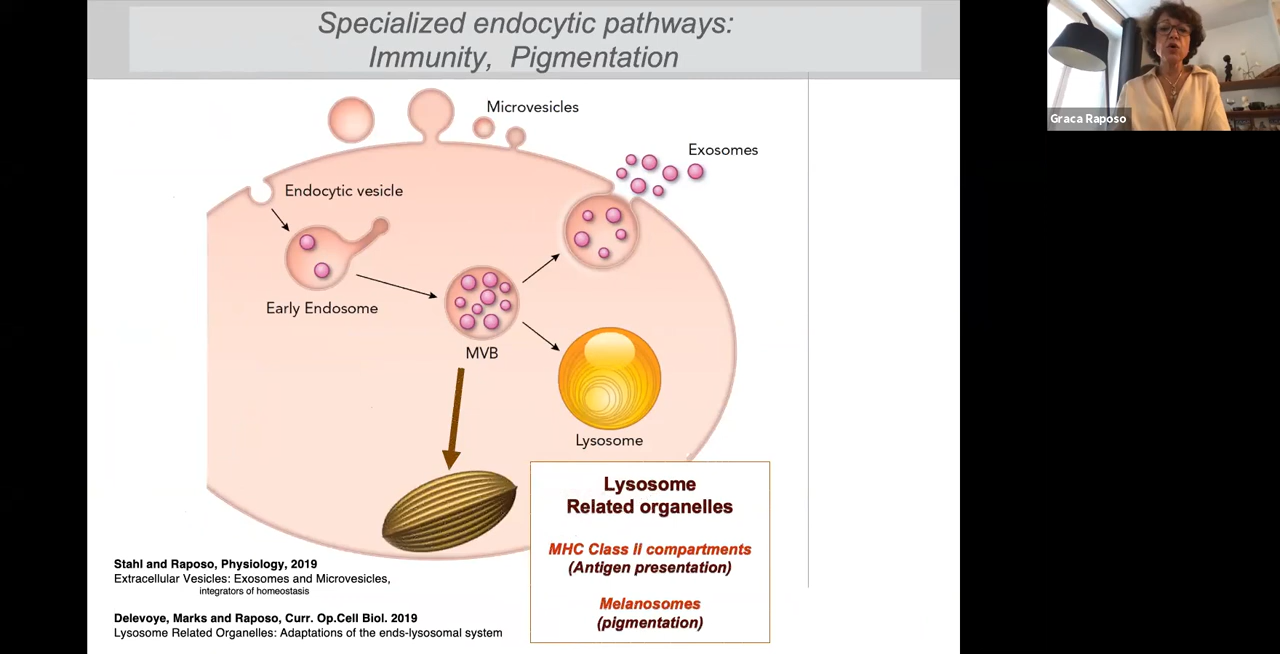 Specialized endocytic pathways:
Immunity, Pigmentation
Microvesicles
Exosomes
Endocytic vesicle
Early Endosome
MVB
Lysosome
Lysosome
Related organelles
MHC Class II compartments
(Antigen presentation)
Melanosomes
(pigmentation)
Stahl and Raposo, Physiology, 2019
Extracellular Vesicles: Exosomes and Microvesicles,
integrators of homeostasis
Delevoye, Marks and Raposo, Curr. Op.Cell Biol. 2019
Lysosome Related Organelles: Adaptations of the ends-lysosomal system
Graca Raposo